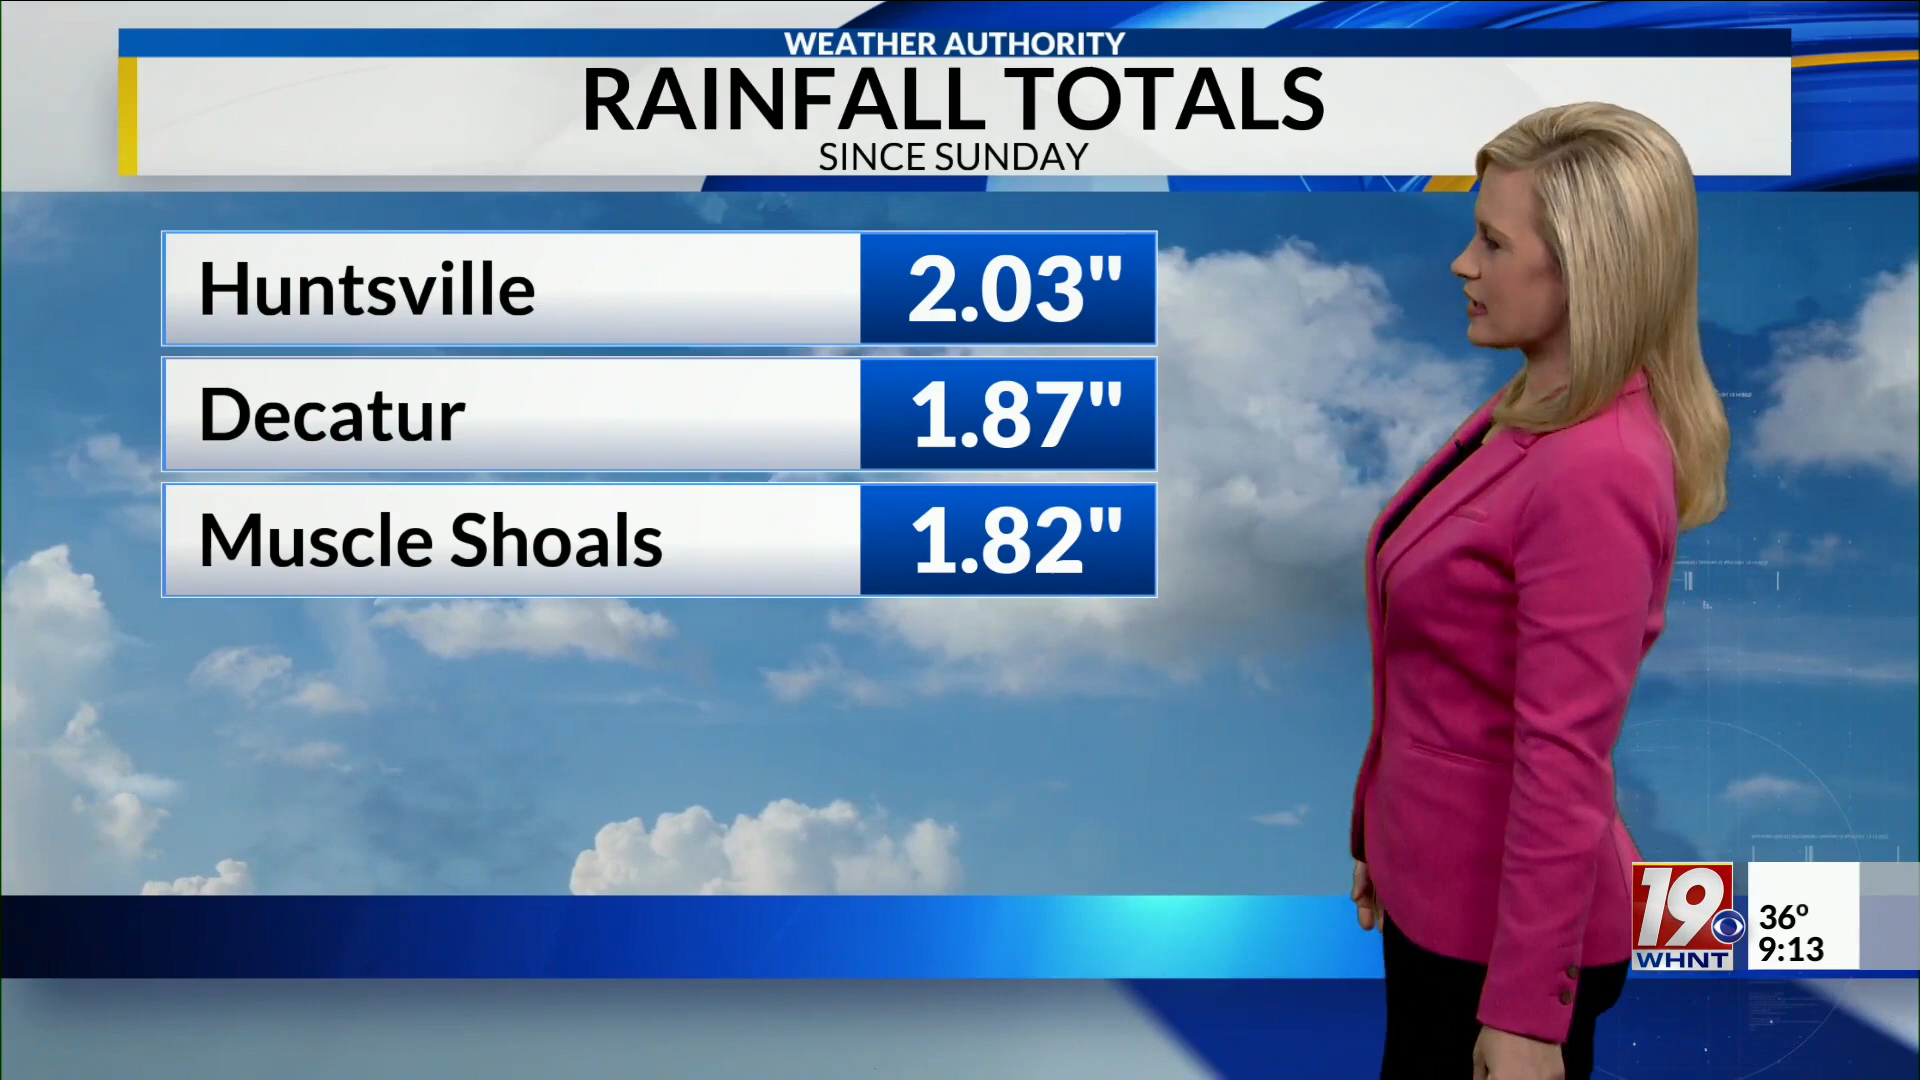 WEATHER AUTHORITY
RAINFALL TOTALS
SINCE SUNDAY
Huntsville 2.03"
Decatur 1.87"
Muscle Shoals 1.82"
19
WHNT
36º
9:13